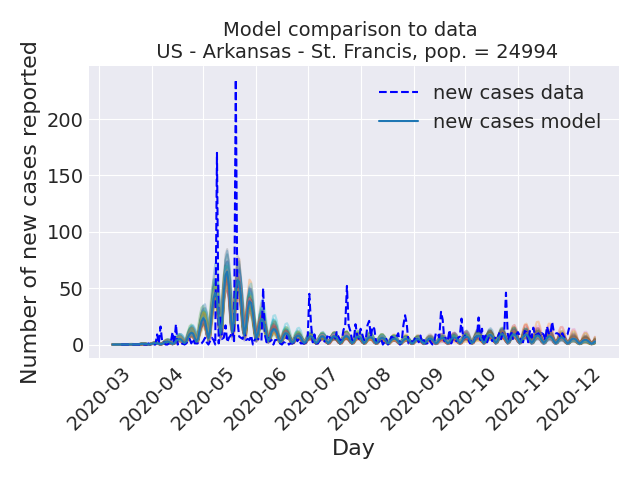 Model comparison to data
US - Arkansas - St. Francis, pop. = 24994
Number of new cases reported
200
150
100
50
0
new cases data
new cases model
2020-03
2020-04
2020-05
2020-06
2020-07
2020-08
2020-09
2020-10
2020-11
2020-12
Day